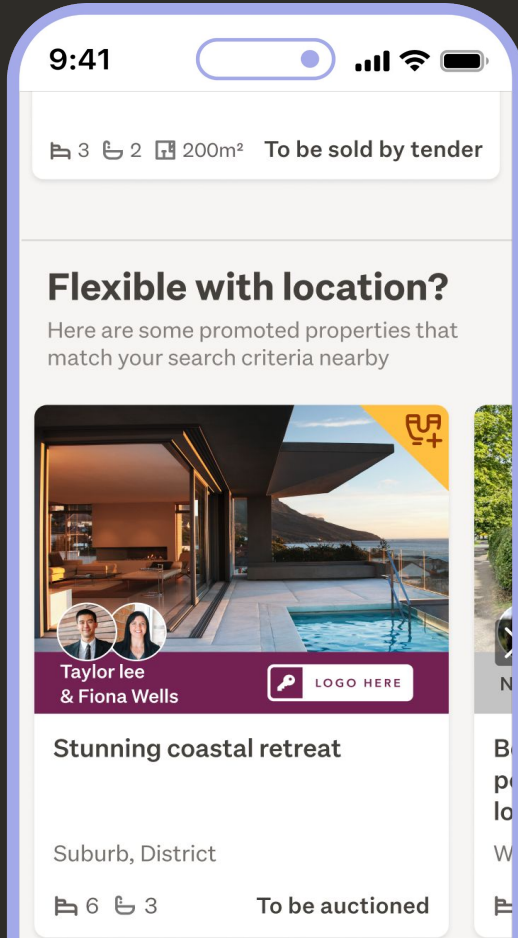 9:41
3 2 200m² To be sold by tender
Flexible with location?
Here are some promoted properties that
match your search criteria nearby
Taylor lee
& Fiona Wells
LOGO HERE
Stunning coastal retreat
Suburb, District
6 3 To be auctioned